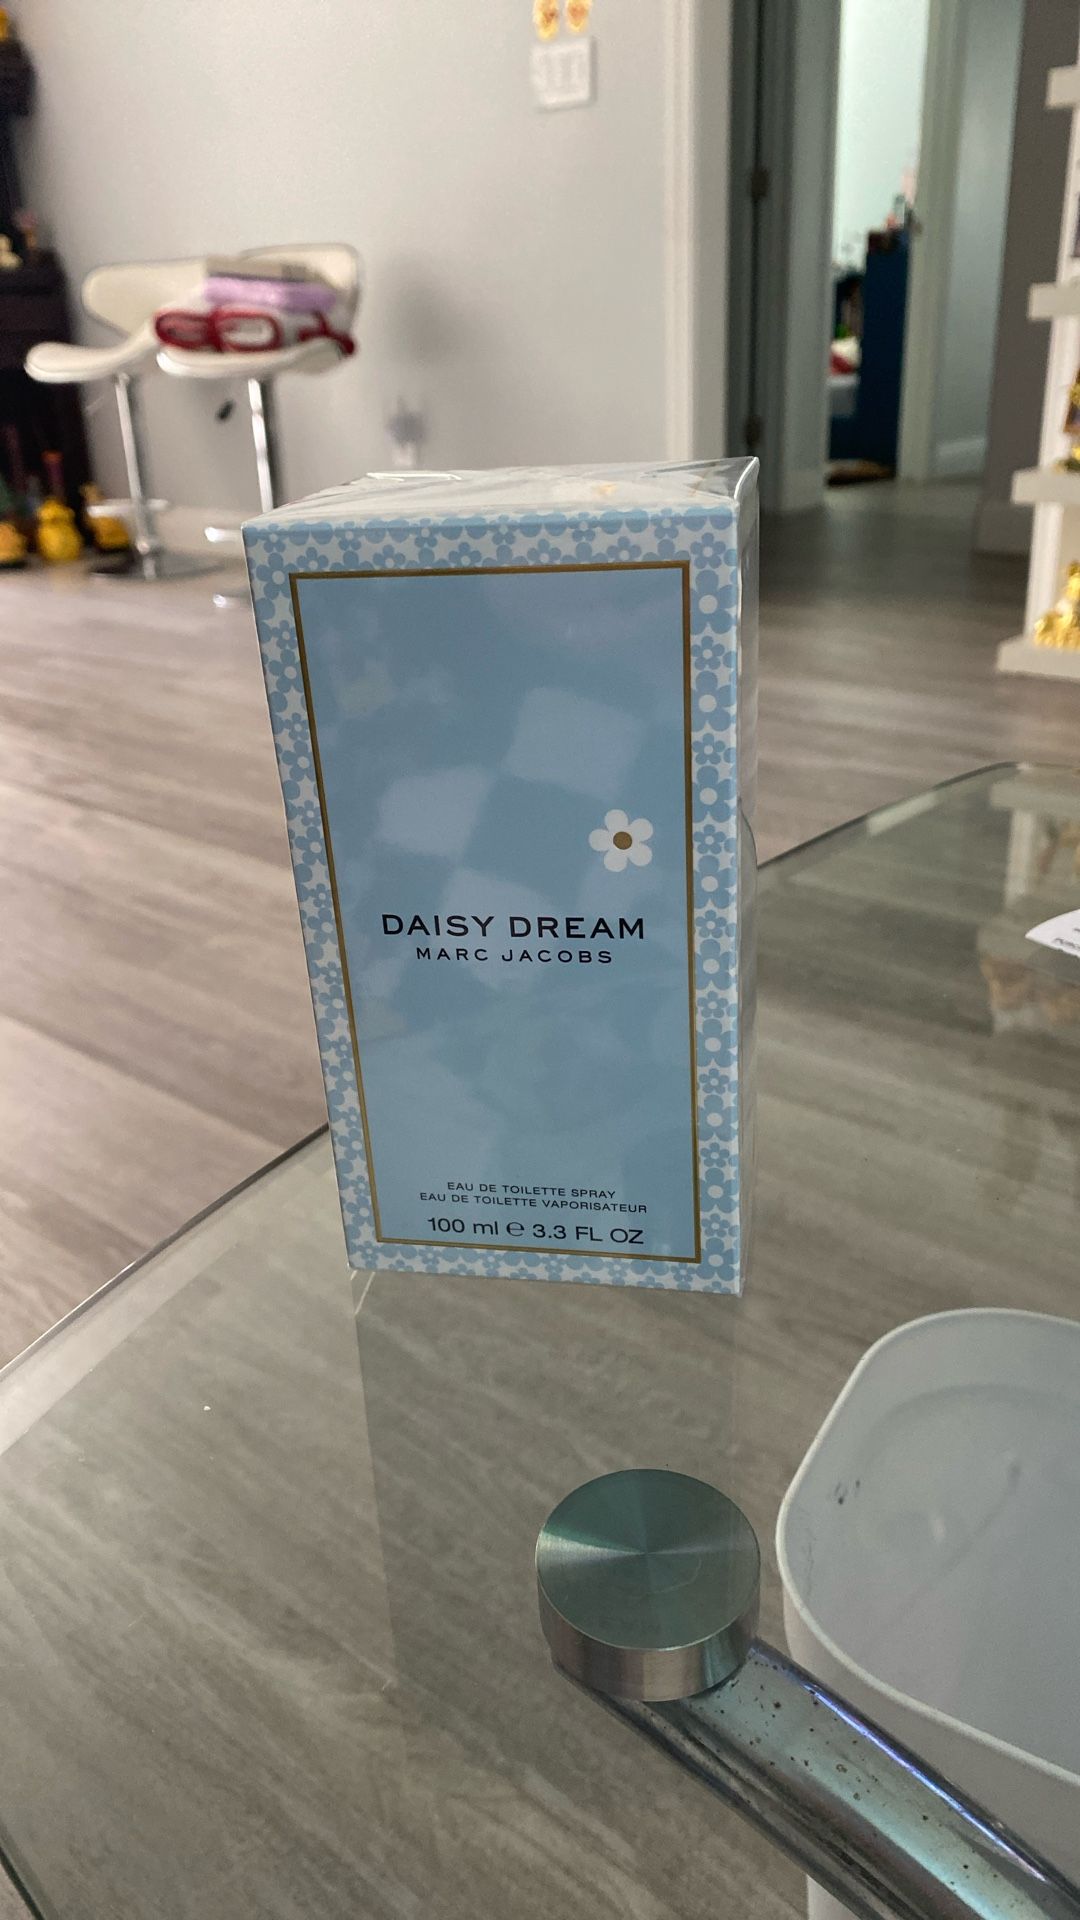 DAISY DREAM
MARC JACOBS
EAU DE TOILETTE SPRAY
EAU DE TOILETTE VAPORISATEUR
100 ml ℮ 3.3 FL OZ